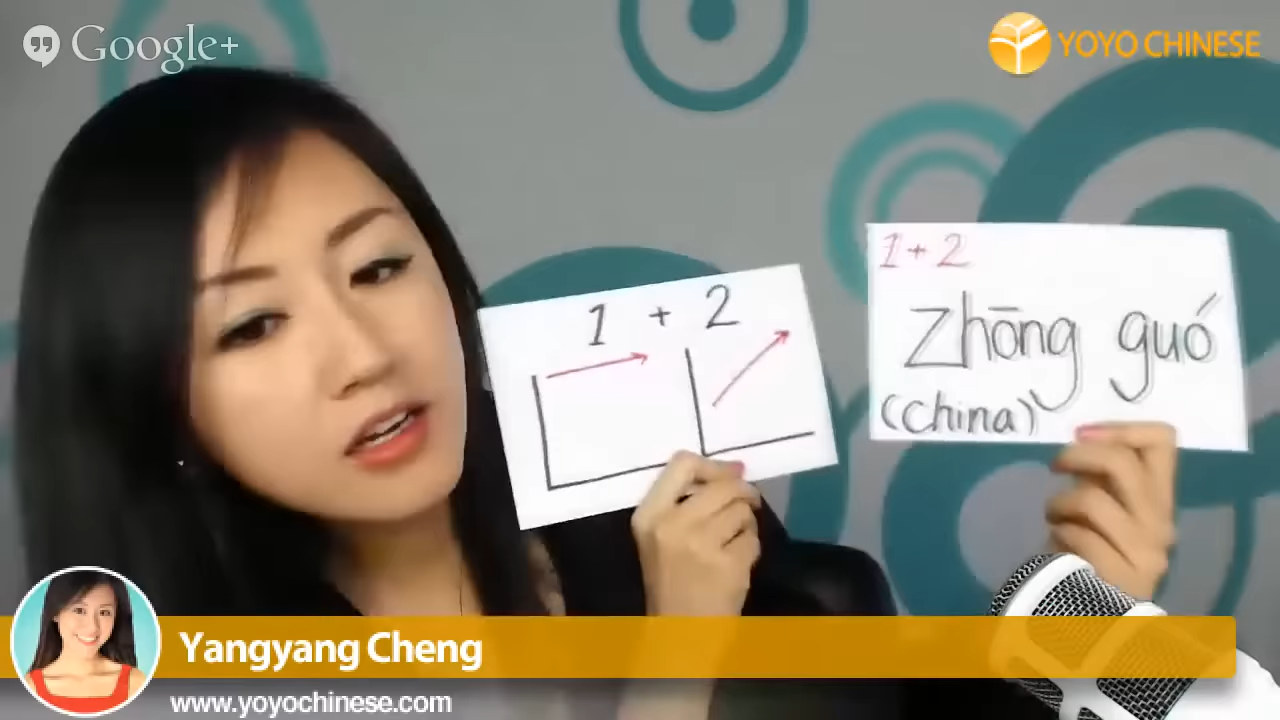 Google+
YOYO CHINESE
1 + 2
1 + 2
zhōng guó
(China)
Yangyang Cheng
www.yoyochinese.com